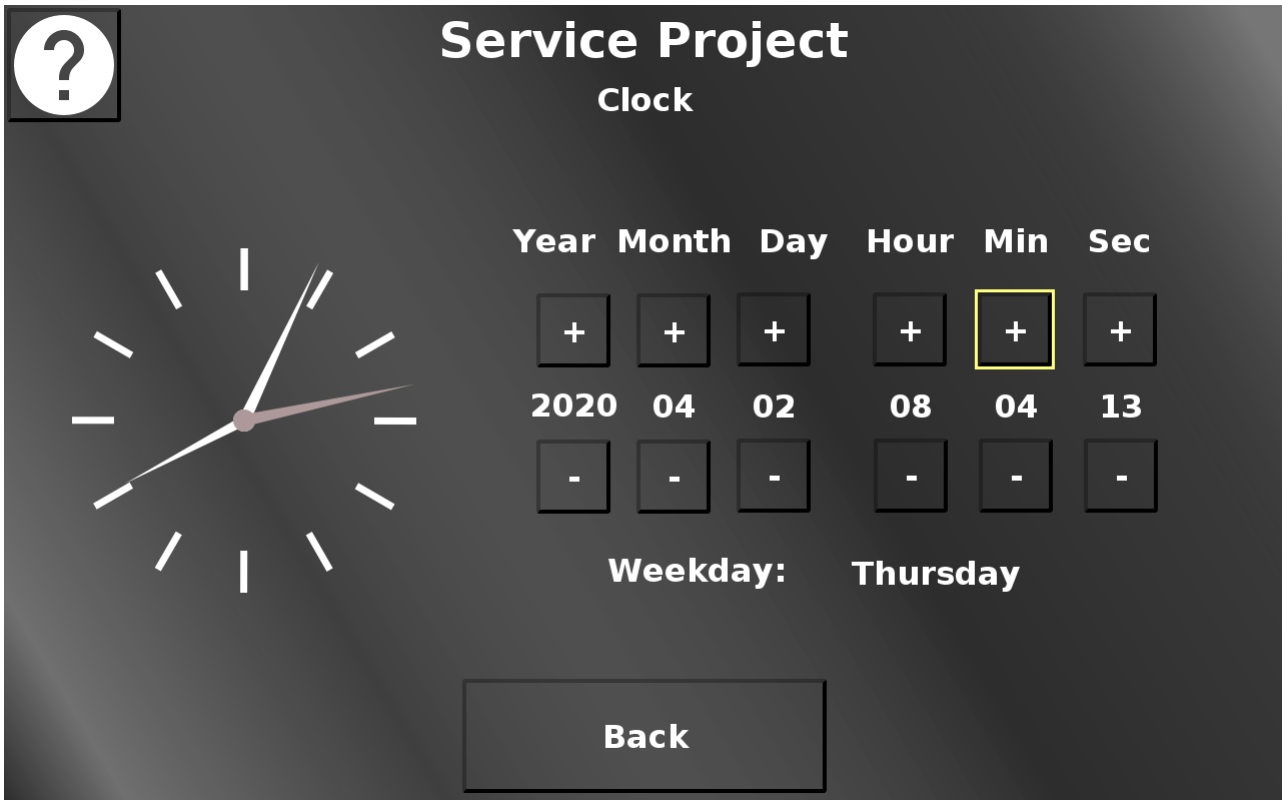 ?
Service Project
Clock
Year Month Day Hour Min Sec
+ + + + + +
2020 04 02 08 04 13
- - - - - -
Weekday: Thursday
Back